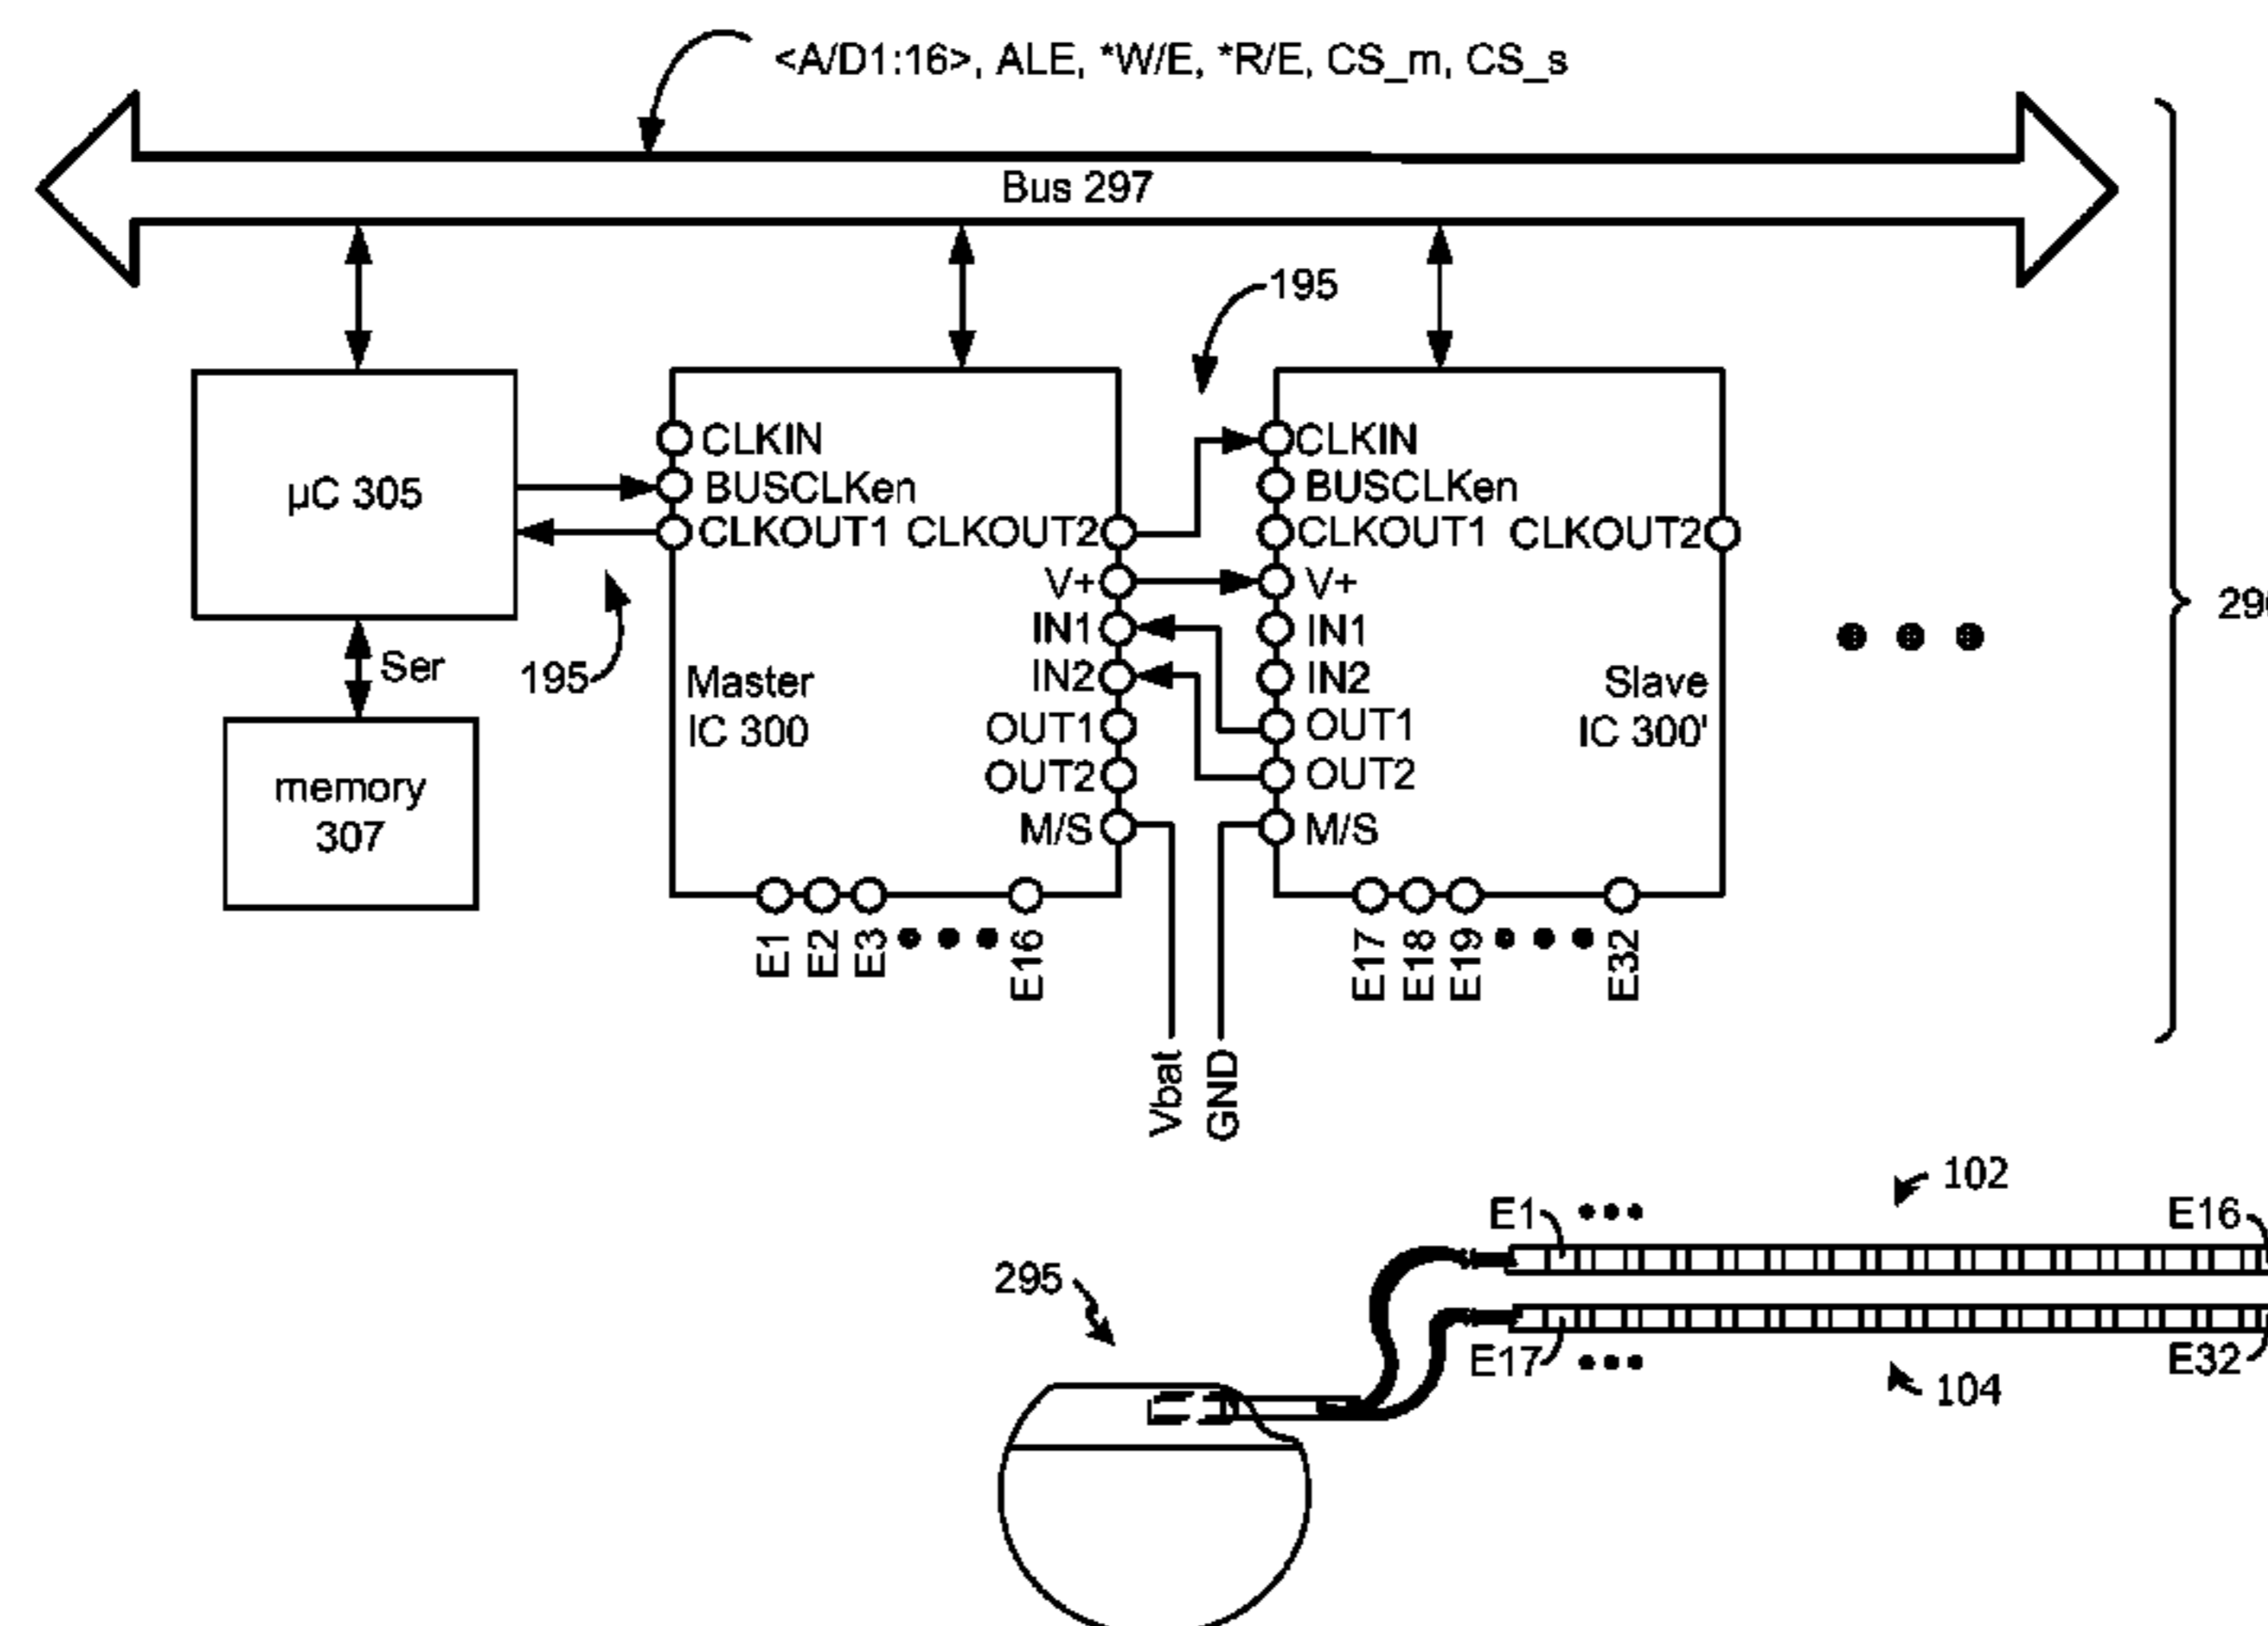 <A/D1:16>, ALE, *W/E, *R/E, CS_m, CS_s
Bus 297
195
µC 305
CLKIN
BUSCLKen
CLKOUT1 CLKOUT2
V+
IN1
IN2
OUT1
OUT2
M/S
Master
IC 300
CLKIN
BUSCLKen
CLKOUT1 CLKOUT2
V+
IN1
IN2
OUT1
OUT2
M/S
Slave
IC 300'
Ser
195
memory
307
E1 E2 E3 E16
E17 E18 E19 E32
Vbat
GND
102
E1
E16
295
E17
E32
104